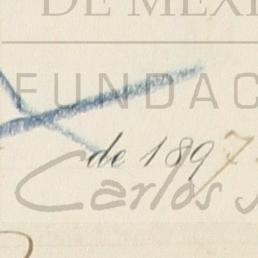 DE MEXI
FUNDAC
de 1897
Carlos